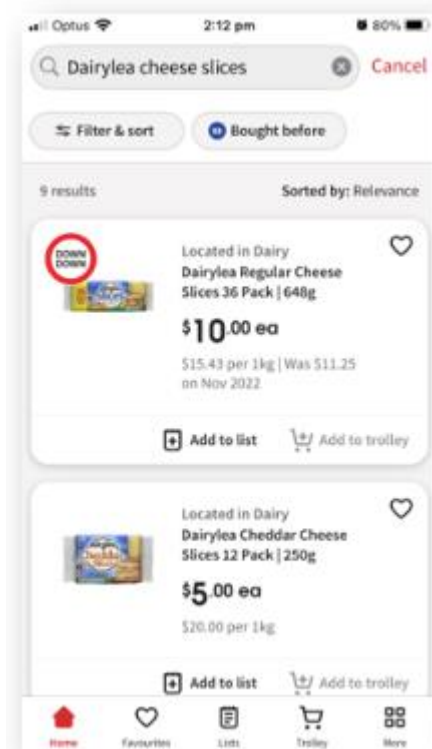 Optus 2:12 pm 80%
Dairylea cheese slices Cancel
Filter & sort Bought before
9 results Sorted by: Relevance
DOWN
DOWN
Located in Dairy
Dairylea Regular Cheese
Slices 36 Pack | 648g
$10.00 ea
$15.43 per 1kg | Was $11.25
on Nov 2022
Add to list Add to trolley
Located in Dairy
Dairylea Cheddar Cheese
Slices 12 Pack | 250g
$5.00 ea
$20.00 per 1kg
Add to list Add to trolley
Home Favourites Lists Trolley More